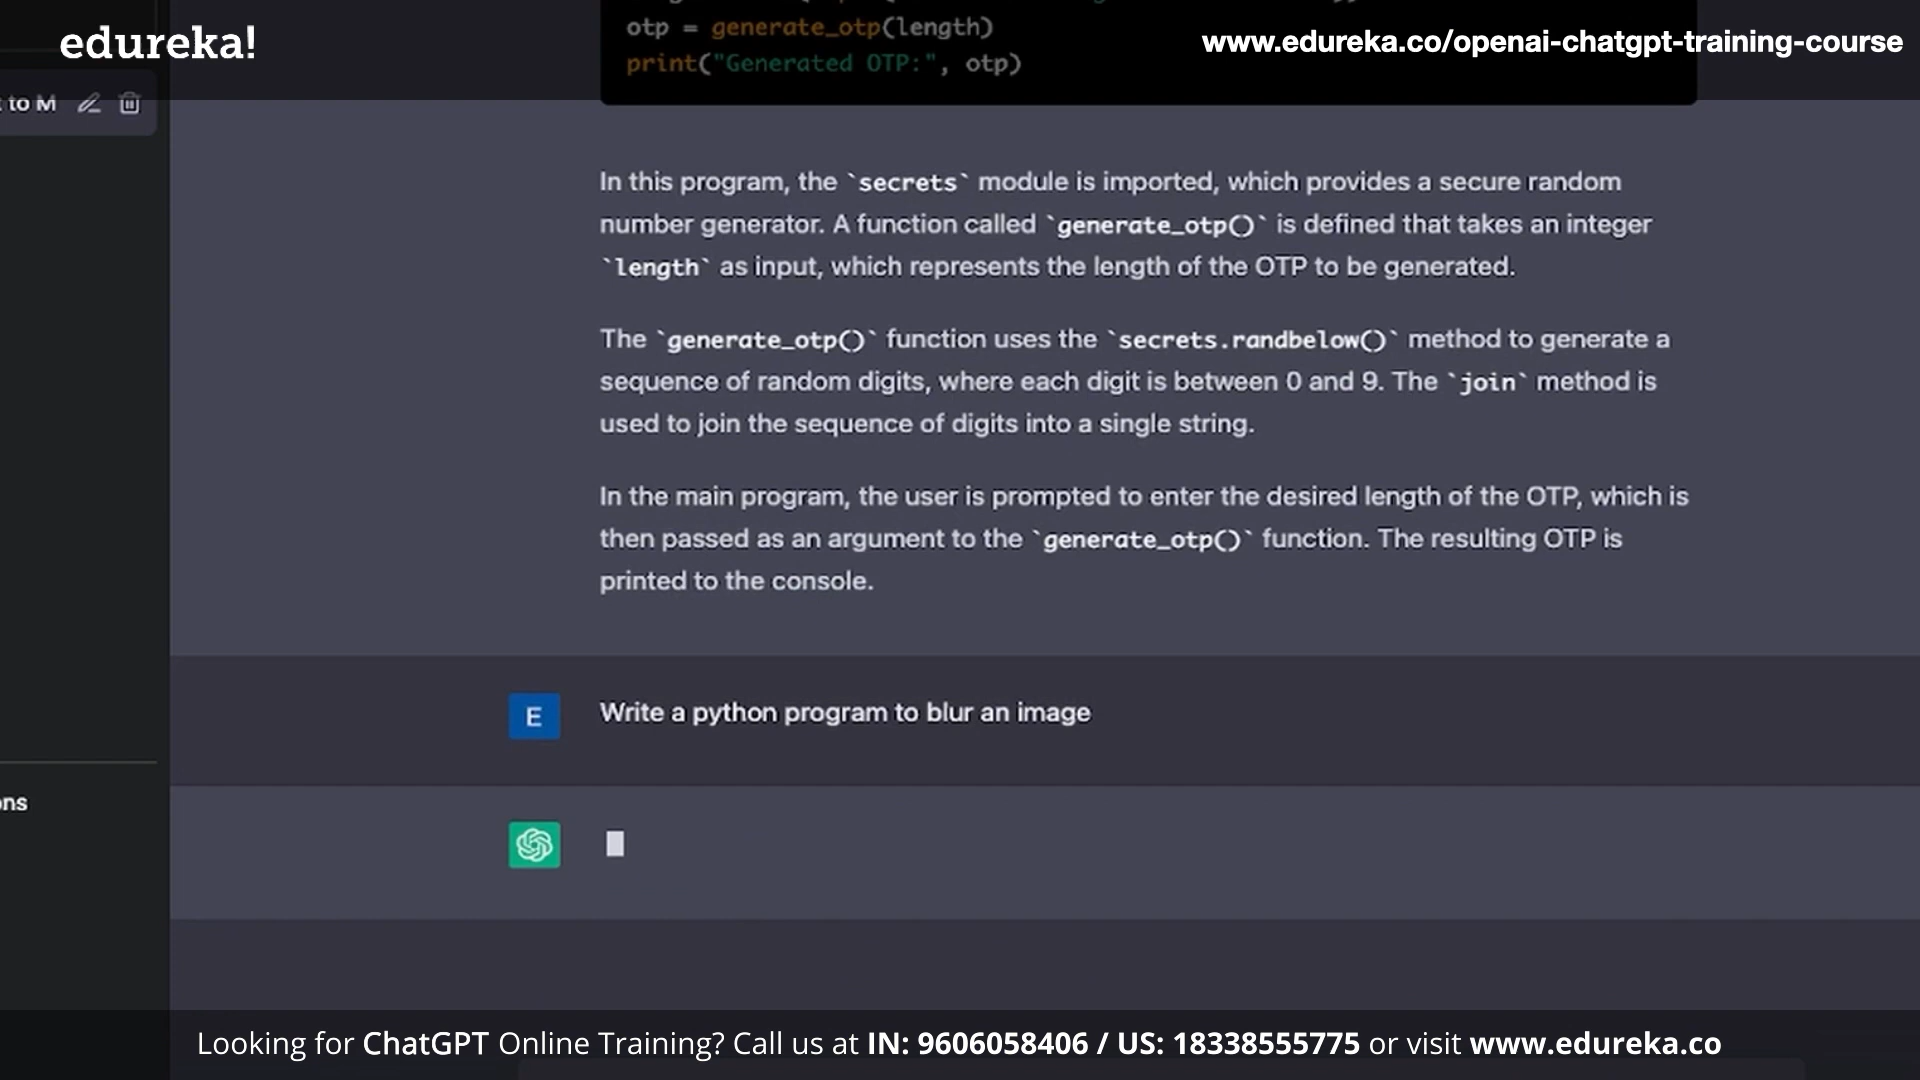 edureka!
www.edureka.co/openai-chatgpt-training-course
otp = generate_otp(length)
print("Generated OTP:", otp)
to M
In this program, the `secrets` module is imported, which provides a secure random
number generator. A function called `generate_otp()` is defined that takes an integer
`length` as input, which represents the length of the OTP to be generated.
The `generate_otp()` function uses the `secrets.randbelow()` method to generate a
sequence of random digits, where each digit is between 0 and 9. The `join` method is
used to join the sequence of digits into a single string.
In the main program, the user is prompted to enter the desired length of the OTP, which is
then passed as an argument to the `generate_otp()` function. The resulting OTP is
printed to the console.
E
Write a python program to blur an image
ons
Looking for ChatGPT Online Training? Call us at IN: 9606058406 / US: 18338555775 or visit www.edureka.co